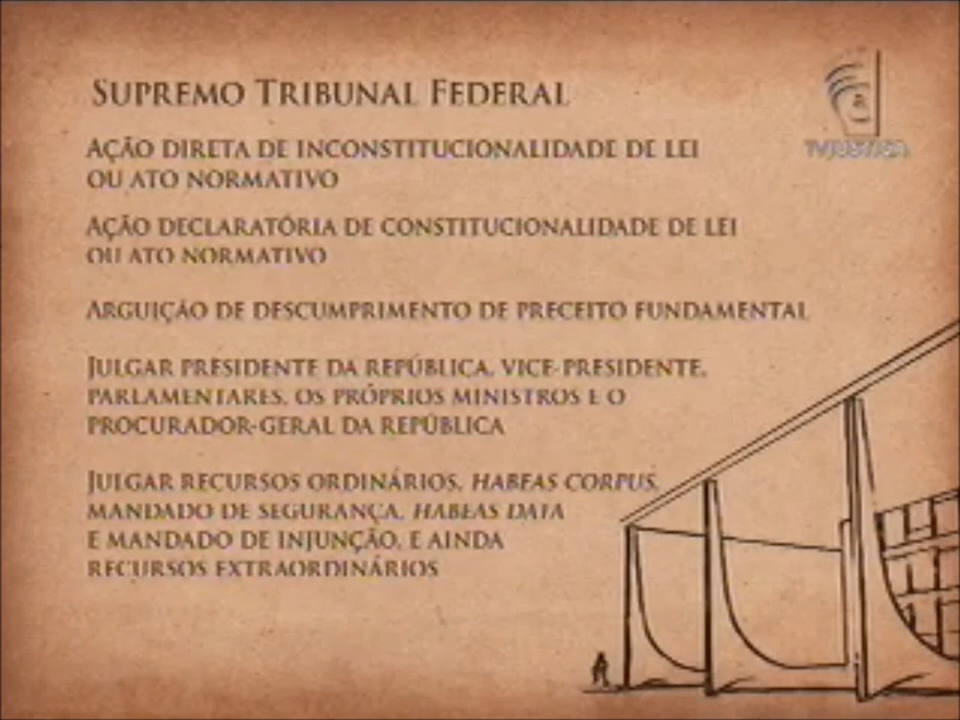 SUPREMO TRIBUNAL FEDERAL
TV JUSTIÇA
AÇÃO DIRETA DE INCONSTITUCIONALIDADE DE LEI
OU ATO NORMATIVO
AÇÃO DECLARATÓRIA DE CONSTITUCIONALIDADE DE LEI
OU ATO NORMATIVO
ARGUIÇÃO DE DESCUMPRIMENTO DE PRECEITO FUNDAMENTAL
JULGAR PRESIDENTE DA REPÚBLICA, VICE-PRESIDENTE,
PARLAMENTARES, OS PRÓPRIOS MINISTROS E O
PROCURADOR-GERAL DA REPÚBLICA
JULGAR RECURSOS ORDINÁRIOS, HABEAS CORPUS,
MANDADO DE SEGURANÇA, HABEAS DATA
E MANDADO DE INJUNÇÃO, E AINDA
RECURSOS EXTRAORDINÁRIOS